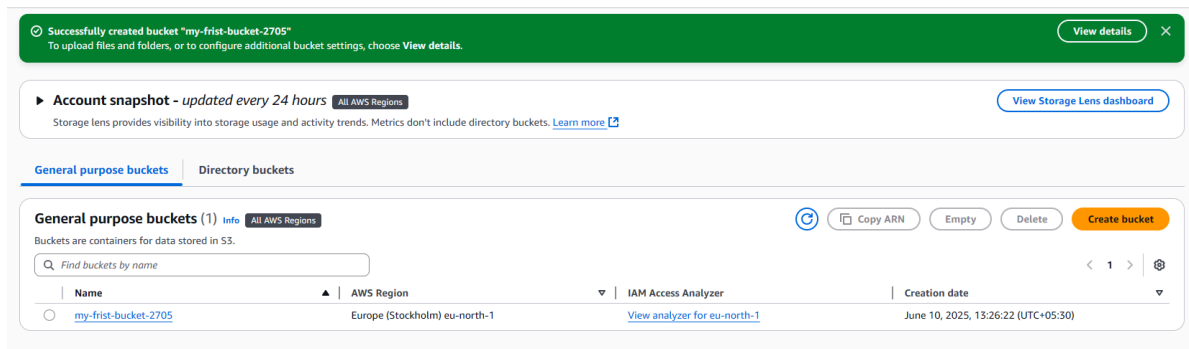 Successfully created bucket "my-frist-bucket-2705"
To upload files and folders, or to configure additional bucket settings, choose View details.
View details
Account snapshot - updated every 24 hours All AWS Regions
View Storage Lens dashboard
Storage lens provides visibility into storage usage and activity trends. Metrics don't include directory buckets. Learn more
General purpose buckets Directory buckets
General purpose buckets (1) Info All AWS Regions
Copy ARN Empty Delete Create bucket
Buckets are containers for data stored in S3.
Find buckets by name
1
Name AWS Region IAM Access Analyzer Creation date
my-frist-bucket-2705 Europe (Stockholm) eu-north-1 View analyzer for eu-north-1 June 10, 2025, 13:26:22 (UTC+05:30)